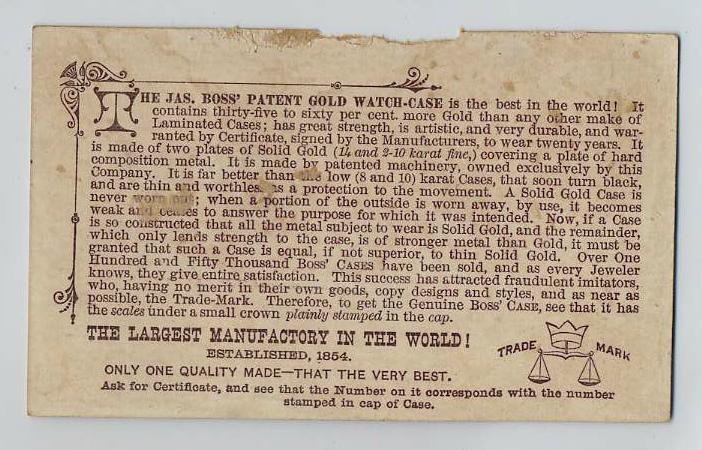 THE JAS. BOSS' PATENT GOLD WATCH-CASE is the best in the world! It
contains thirty-five to sixty per cent. more Gold than any other make of
Laminated Cases; has great strength, is artistic, and very durable, and war-
ranted by Certificate, signed by the Manufacturers, to wear twenty years. It
is made of two plates of Solid Gold (14 and 2-10 karat fine,) covering a plate of hard
composition metal. It is made by patented machinery, owned exclusively by this
Company. It is far better than the low (8 and 10) karat Cases, that soon turn black,
and are thin and worthless as a protection to the movement. A Solid Gold Case is
never worn out; when a portion of the outside is worn away, by use, it becomes
weak and ceases to answer the purpose for which it was intended. Now, if a Case
is so constructed that all the metal subject to wear is Solid Gold, and the remainder,
which only lends strength to the case, is of stronger metal than Gold, it must be
granted that such a Case is equal, if not superior, to thin Solid Gold. Over One
Hundred and Fifty Thousand BOSS' CASES have been sold, and as every Jeweler
knows, they give entire satisfaction. This success has attracted fraudulent imitators,
who, having no merit in their own goods, copy designs and styles, and as near as
possible, the Trade-Mark. Therefore, to get the Genuine BOSS' CASE, see that it has
the scales under a small crown plainly stamped in the cap.
THE LARGEST MANUFACTORY IN THE WORLD!
ESTABLISHED, 1854.
ONLY ONE QUALITY MADE—THAT THE VERY BEST.
Ask for Certificate, and see that the Number on it corresponds with the number
stamped in cap of Case.
TRADE MARK